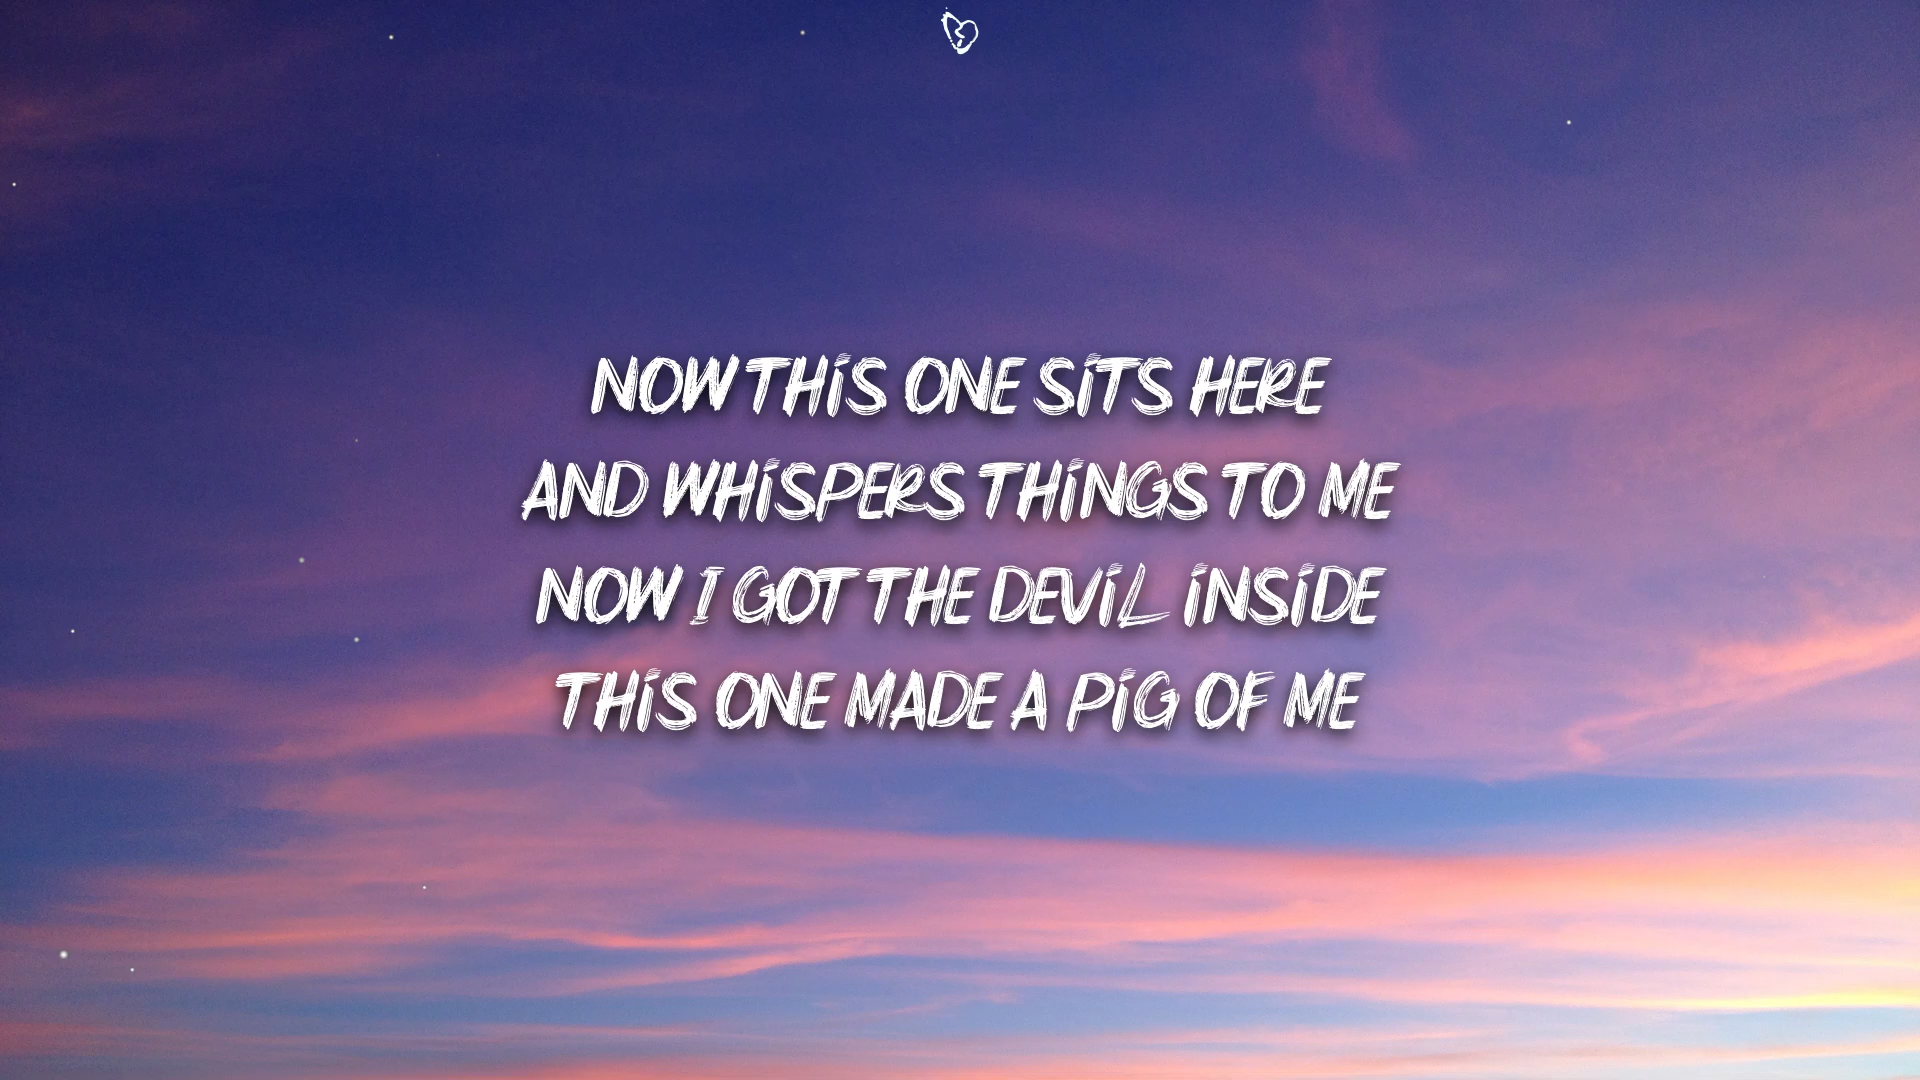 NOW THIS ONE SITS HERE
AND WHISPERS THINGS TO ME
NOW I GOT THE DEVIL INSIDE
THIS ONE MADE A PIG OF ME